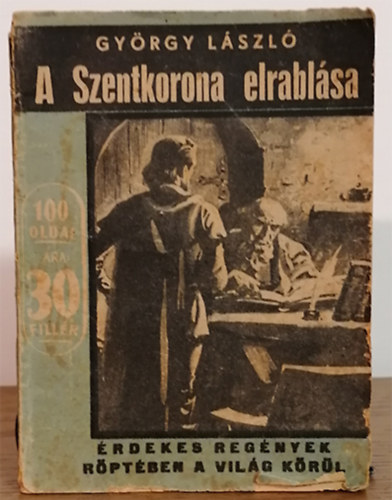 GYÖRGY LÁSZLÓ
A Szentkorona elrablása
100
OLDAL
ÁRA
30
FILLÉR
ÉRDEKES REGÉNYEK
RÖPTÉBEN A VILÁG KÖRÜL